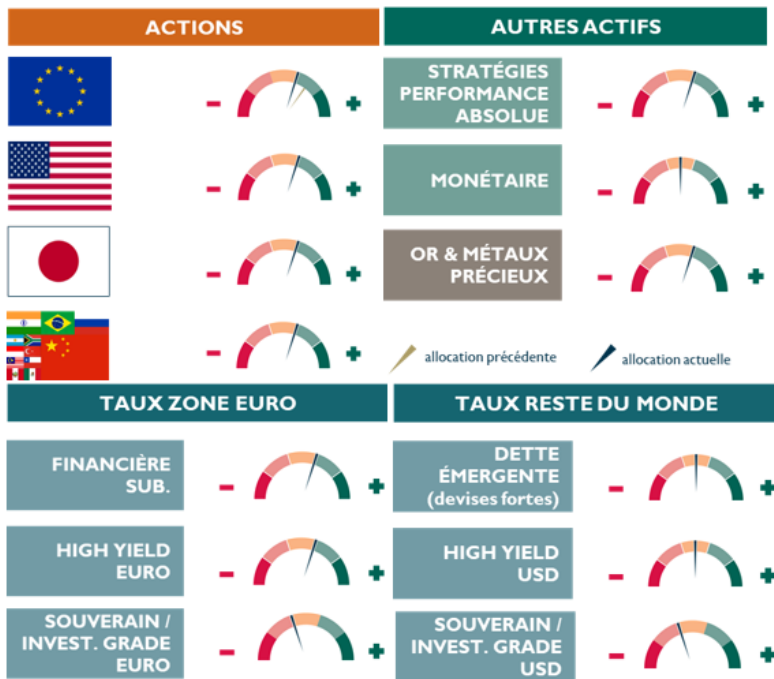 ACTIONS
AUTRES ACTIFS
STRATÉGIES
PERFORMANCE
ABSOLUE
MONÉTAIRE
OR & MÉTAUX
PRÉCIEUX
allocation précédente
allocation actuelle
TAUX ZONE EURO
TAUX RESTE DU MONDE
FINANCIÈRE
SUB.
DETTE
ÉMERGENTE
(devises fortes)
HIGH YIELD
EURO
HIGH YIELD
USD
SOUVERAIN /
INVEST. GRADE
EURO
SOUVERAIN /
INVEST. GRADE
USD